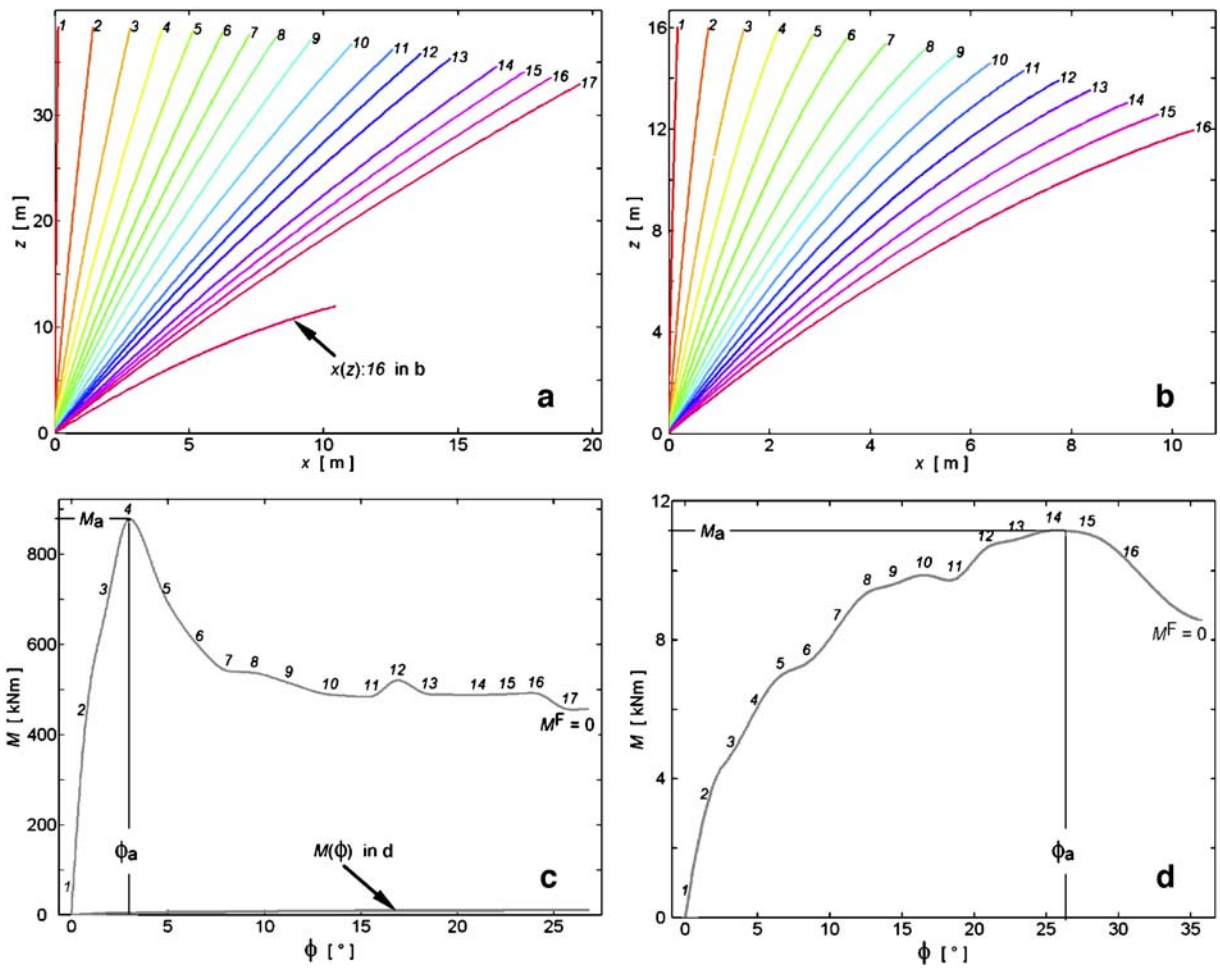 1 2 3 4 5 6 7 8 9 10 11 12 13 14 15 16 17
30
20
10
0
z [ m ]
x(z):16 in b
a
0 5 10 15 20
x [ m ]
1 2 3 4 5 6 7 8 9 10 11 12 13 14 15 16
16
12
8
4
0
z [ m ]
b
0 2 4 6 8 10
x [ m ]
Ma
1 2 3 4 5 6 7 8 9 10 11 12 13 14 15 16 17
800
600
400
200
0
M [ kNm ]
MF = 0
ϕa
M(ϕ) in d
c
0 5 10 15 20 25
ϕ [ ° ]
12
8
4
0
M [ kNm ]
Ma
1 2 3 4 5 6 7 8 9 10 11 12 13 14 15 16
MF = 0
ϕa
d
0 5 10 15 20 25 30 35
ϕ [ ° ]